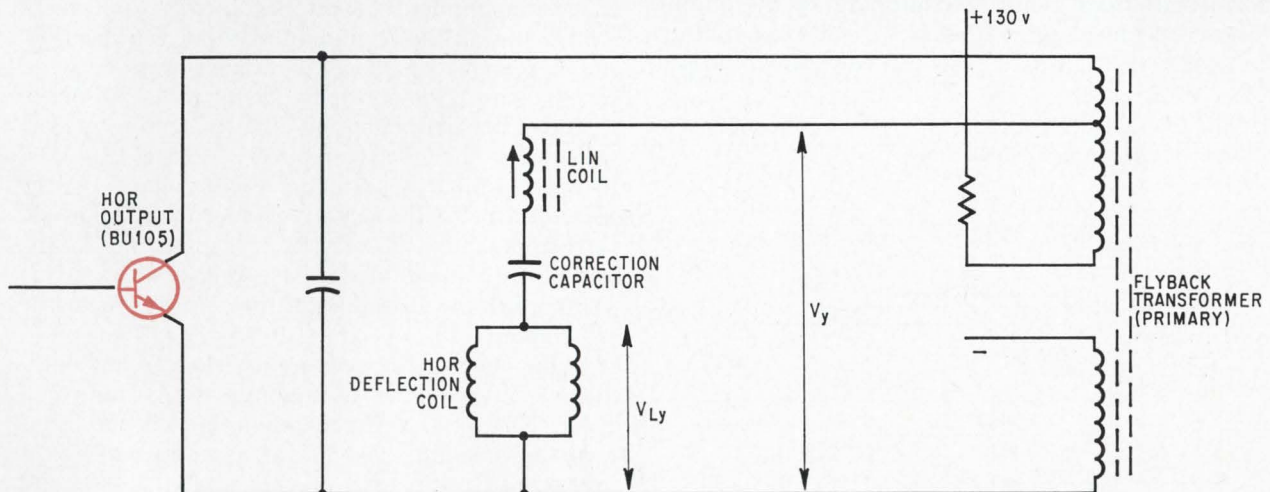 +130 v
LIN
COIL
HOR
OUTPUT
(BU105)
CORRECTION
CAPACITOR
FLYBACK
TRANSFORMER
(PRIMARY)
Vy
HOR
DEFLECTION
COIL
VLy
−